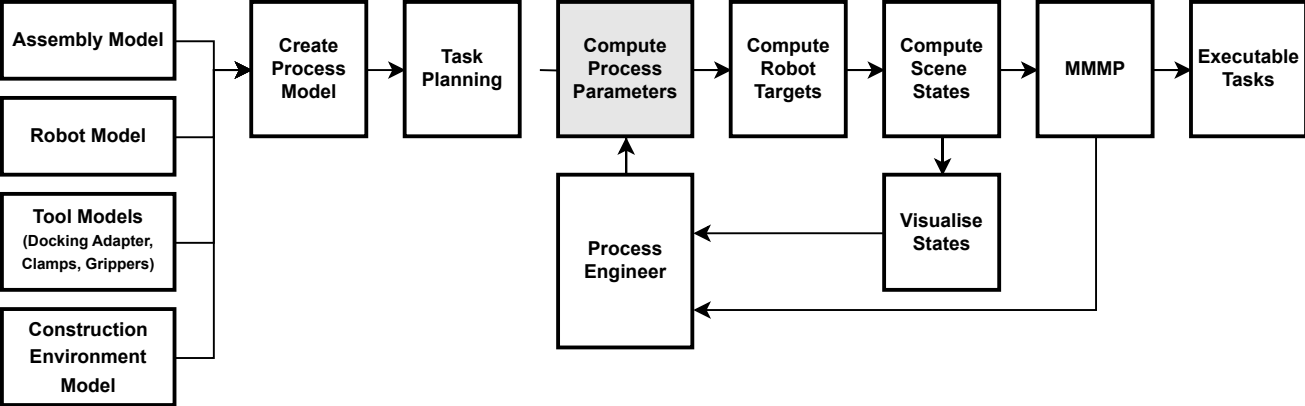 Assembly Model
Robot Model
Tool Models
(Docking Adapter,
Clamps, Grippers)
Construction
Environment
Model
Create
Process
Model
Task
Planning
Compute
Process
Parameters
Compute
Robot
Targets
Compute
Scene
States
MMMP
Executable
Tasks
Process
Engineer
Visualise
States